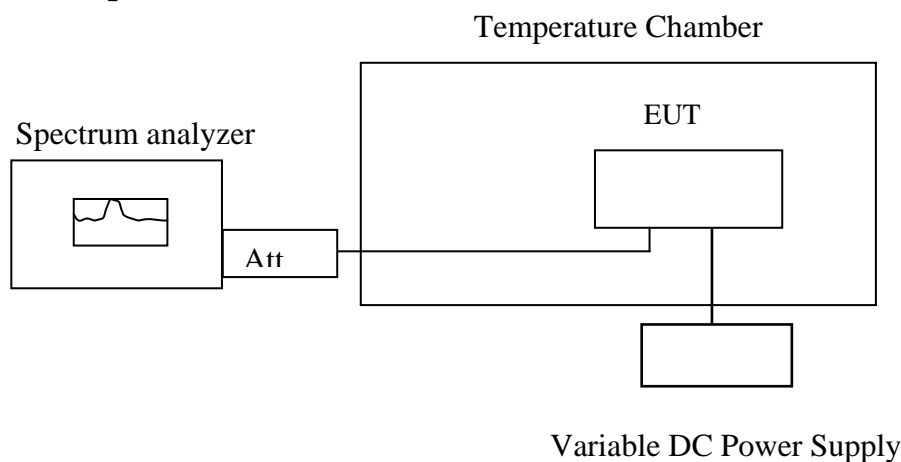 Temperature Chamber
EUT
Spectrum analyzer
Att
Variable DC Power Supply